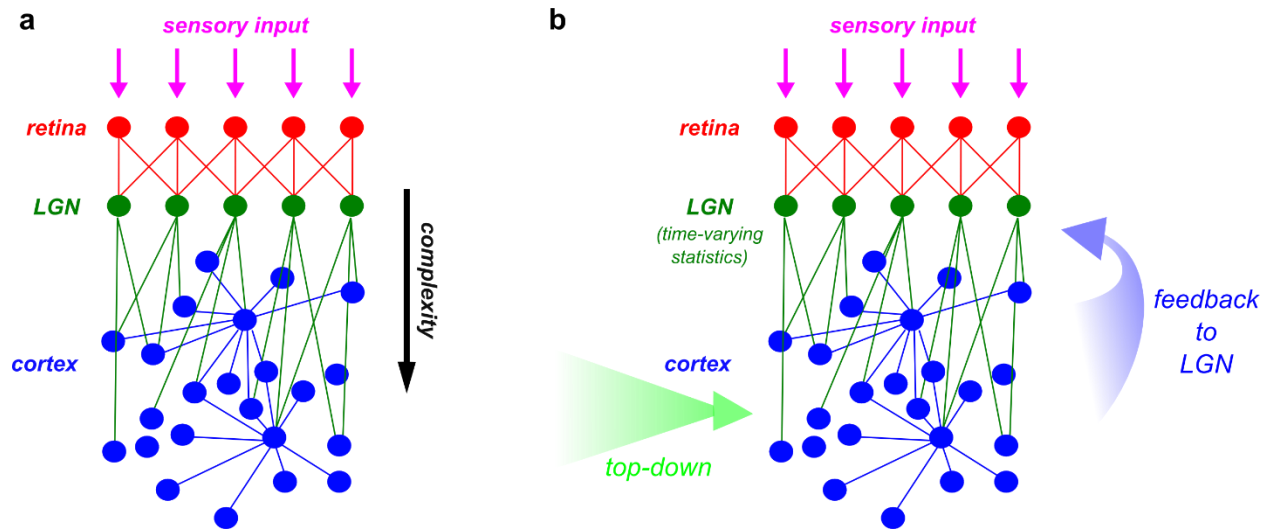 a
sensory input
retina
LGN
complexity
cortex
b
sensory input
retina
LGN
(time-varying
statistics)
feedback
to
LGN
cortex
top-down